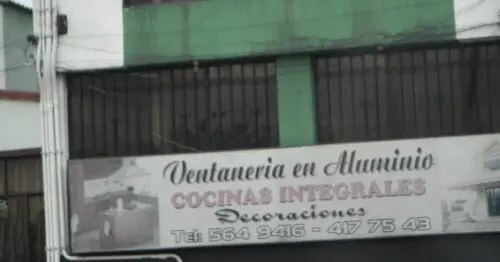 Ventaneria en Aluminio
COCINAS INTEGRALES
Decoraciones
Tel: 564 9416 - 417 75 43